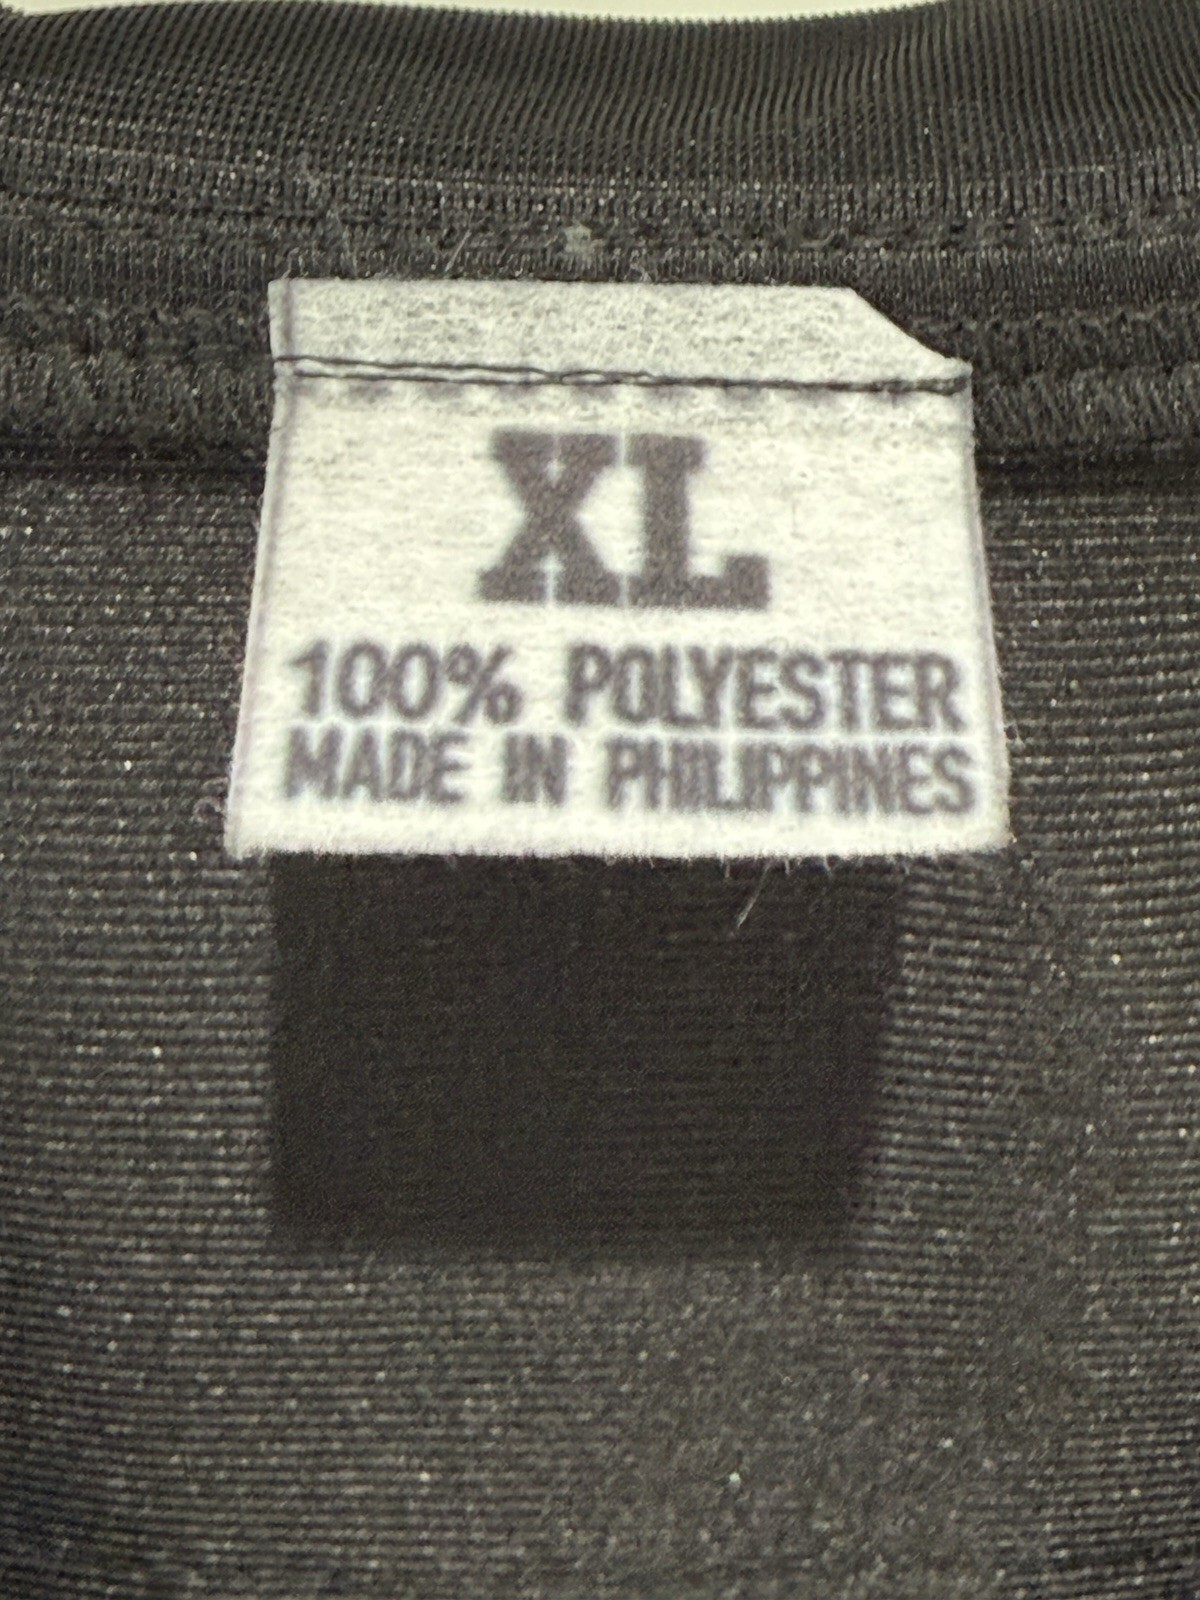 XL
100% POLYESTER
MADE IN PHILIPPINES